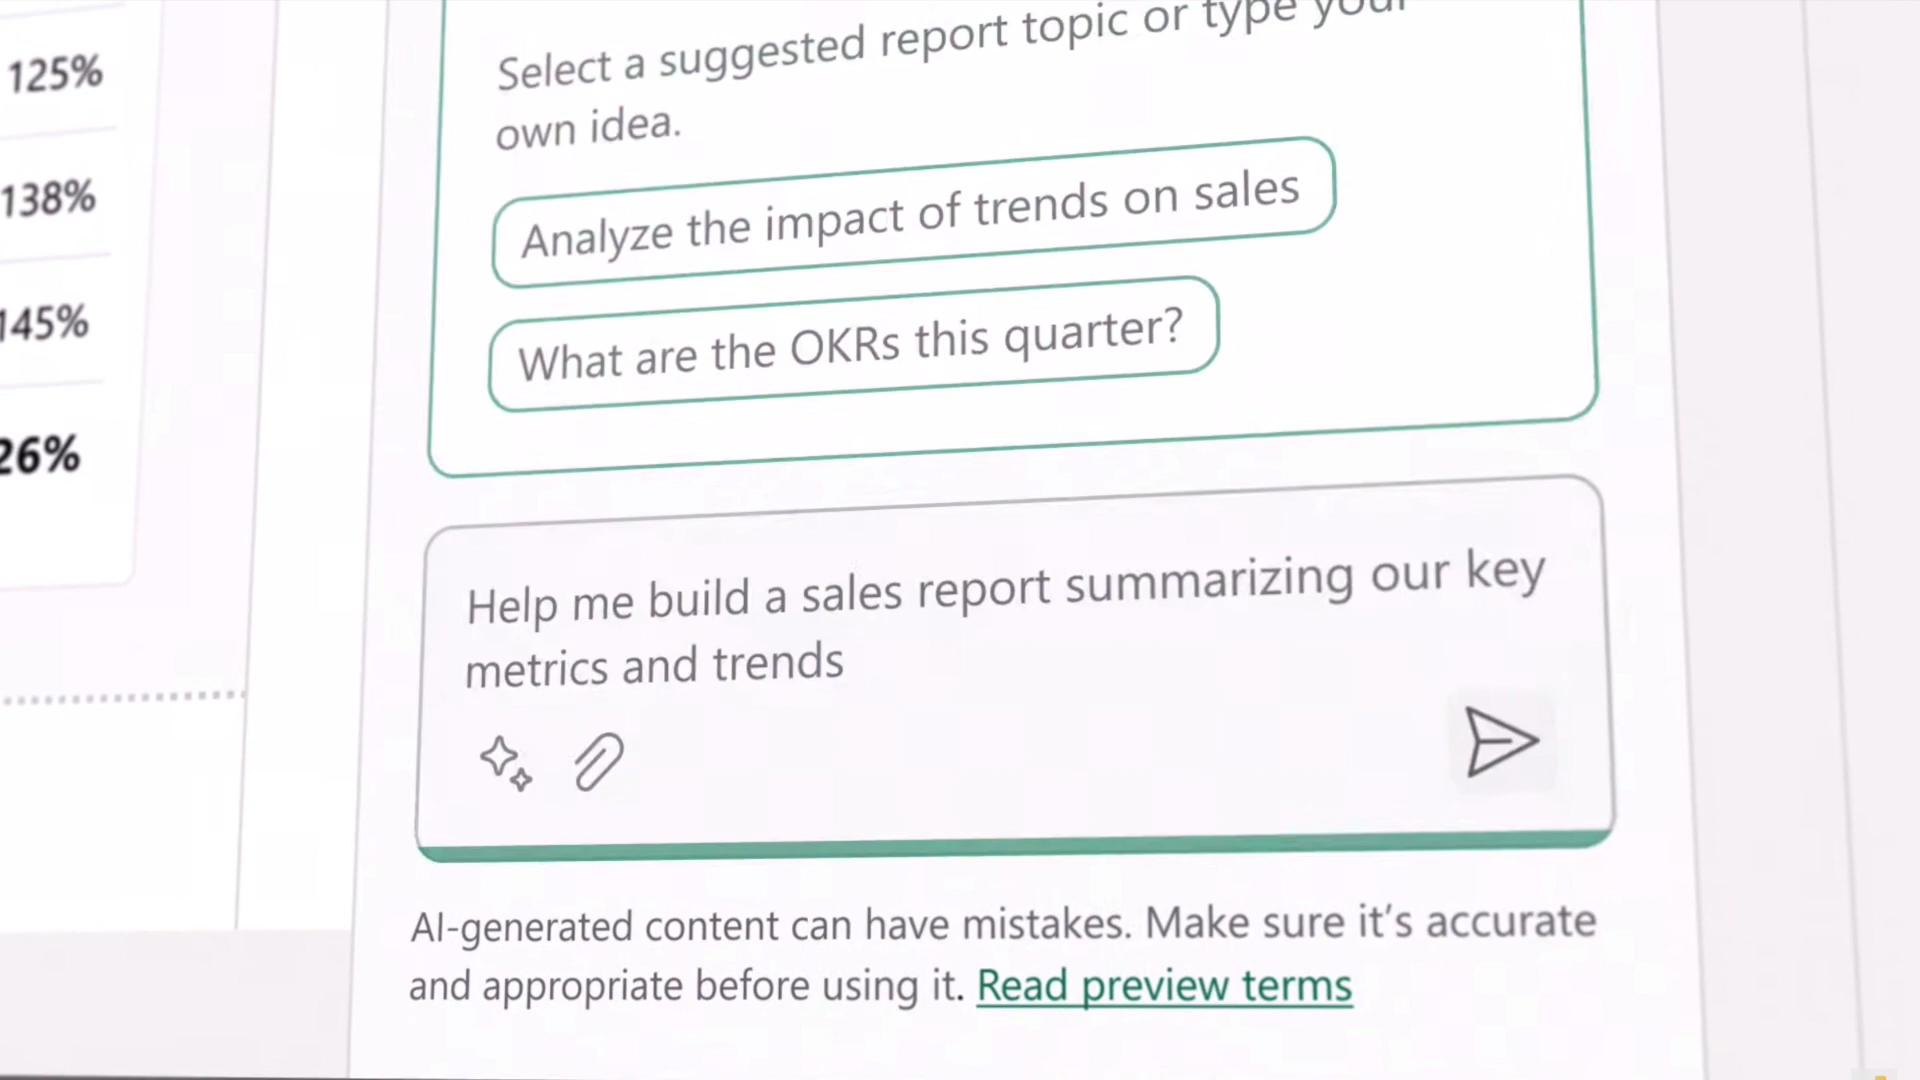 125%
138%
145%
26%
Select a suggested report topic or type your
own idea.
Analyze the impact of trends on sales
What are the OKRs this quarter?
Help me build a sales report summarizing our key
metrics and trends
AI-generated content can have mistakes. Make sure it's accurate
and appropriate before using it. Read preview terms